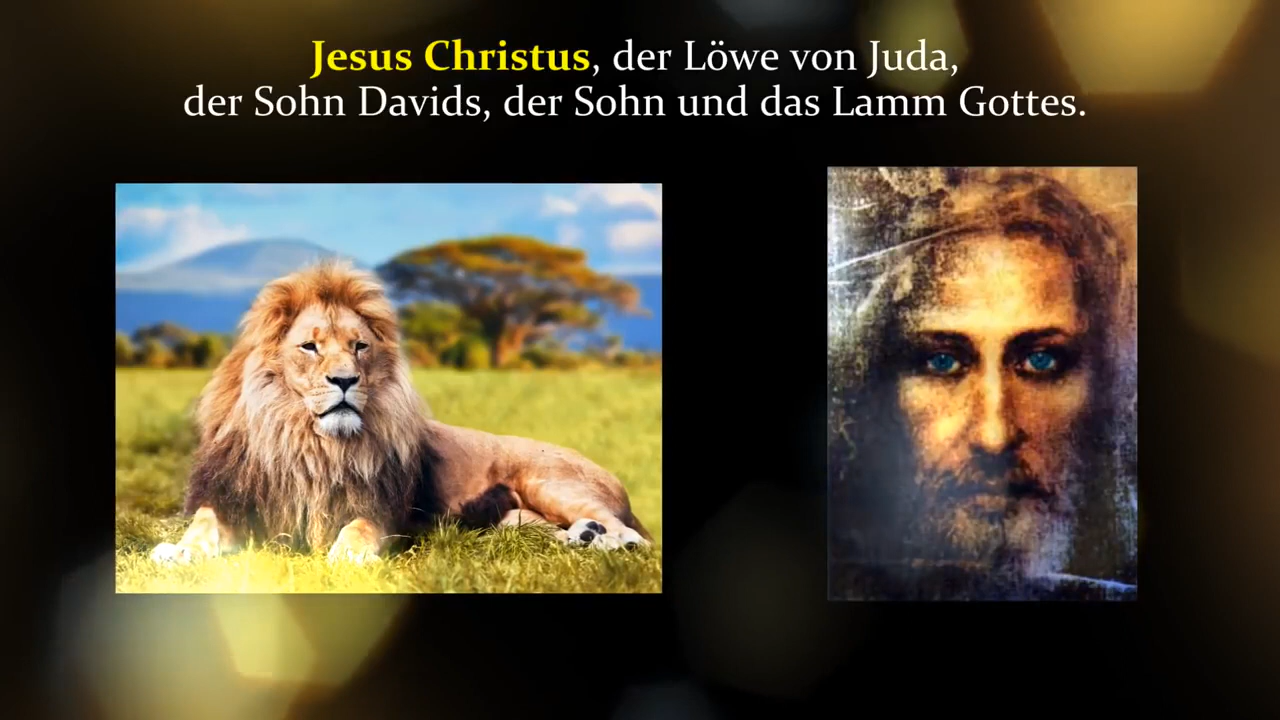 Jesus Christus, der Löwe von Juda,
der Sohn Davids, der Sohn und das Lamm Gottes.